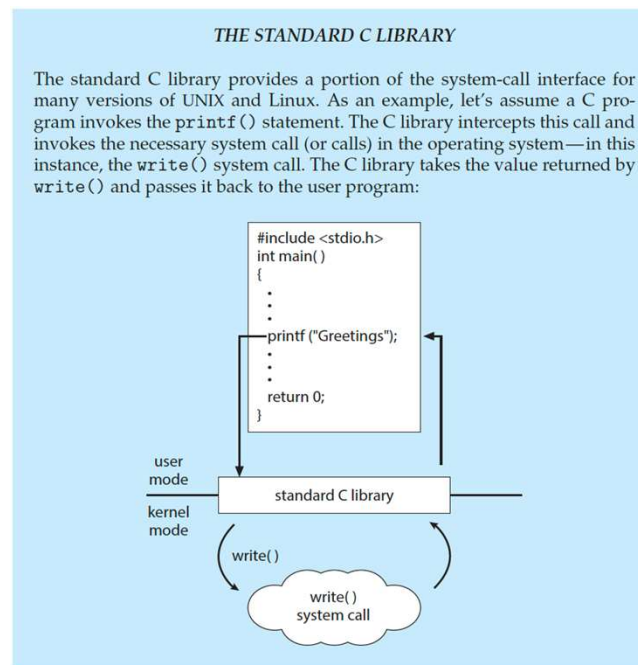 THE STANDARD C LIBRARY
The standard C library provides a portion of the system-call interface for
many versions of UNIX and Linux. As an example, let's assume a C pro-
gram invokes the printf() statement. The C library intercepts this call and
invokes the necessary system call (or calls) in the operating system—in this
instance, the write() system call. The C library takes the value returned by
write() and passes it back to the user program:
#include <stdio.h>
int main( )
{
•
•
•
printf ("Greetings");
•
•
•
return 0;
}
user
mode
standard C library
kernel
mode
write( )
write( )
system call